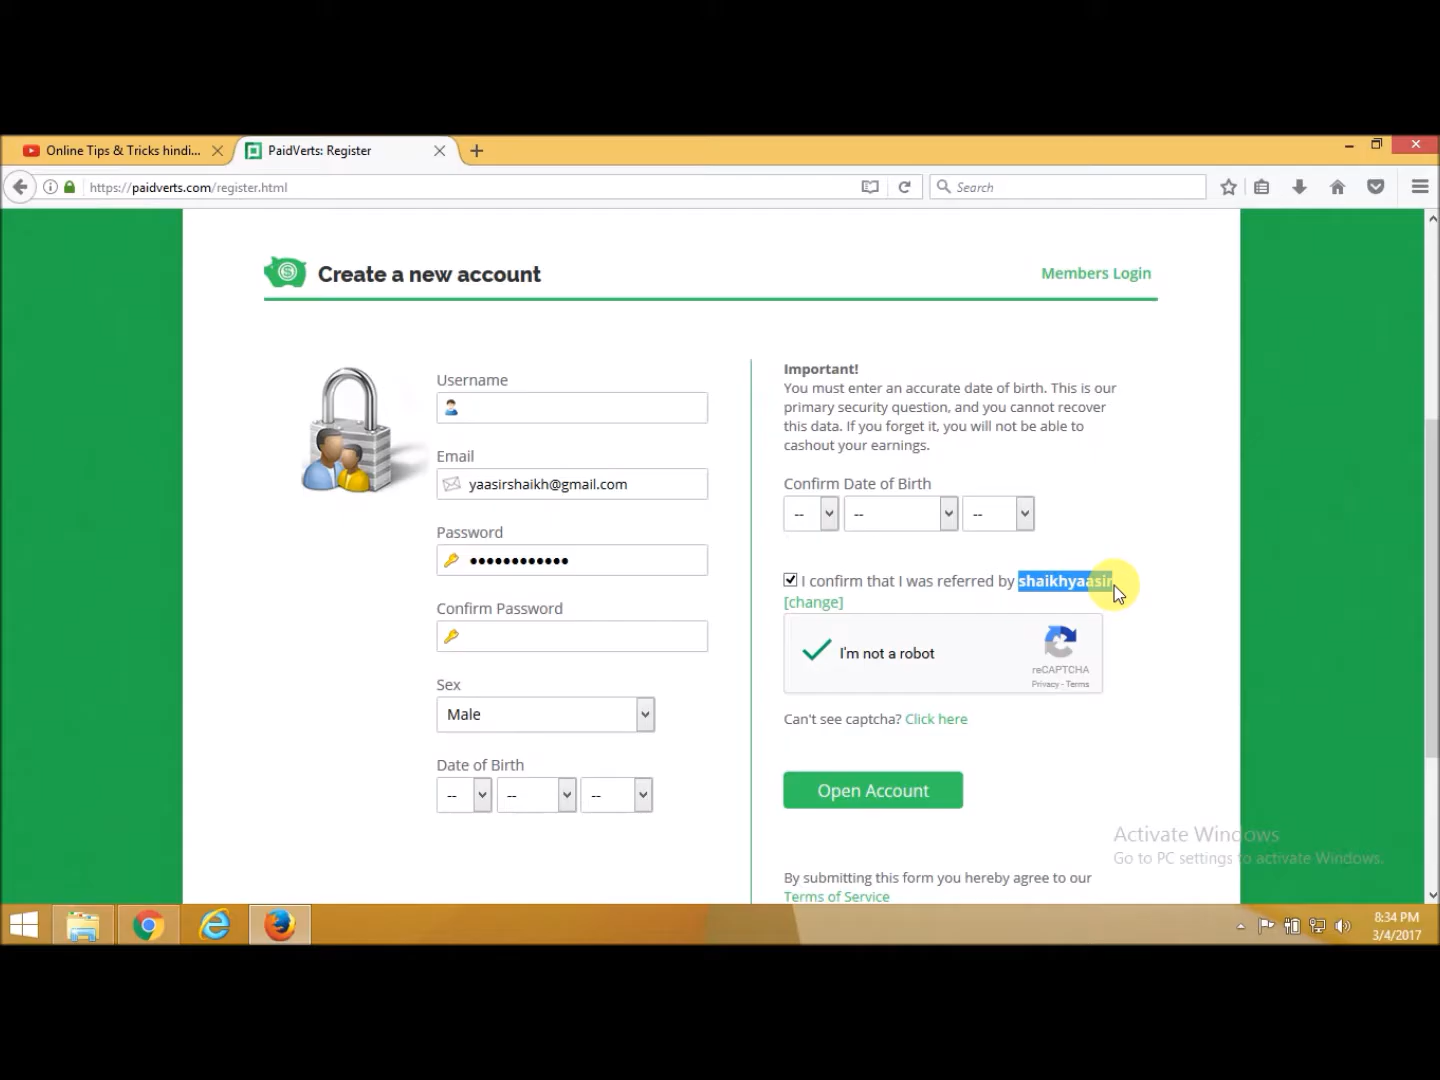 Online Tips & Tricks hindi...
PaidVerts: Register
https://paidverts.com/register.html
Search
Create a new account
Members Login
Username
Email
yaasirshaikh@gmail.com
Password
Confirm Password
Sex
Male
Date of Birth
-- -- --
Important!
You must enter an accurate date of birth. This is our
primary security question, and you cannot recover
this data. If you forget it, you will not be able to
cashout your earnings.
Confirm Date of Birth
-- -- --
I confirm that I was referred by shaikhyaasir
[change]
I'm not a robot
reCAPTCHA
Privacy - Terms
Can't see captcha? Click here
Open Account
Activate Windows
Go to PC settings to activate Windows.
By submitting this form you hereby agree to our
Terms of Service
8:34 PM
3/4/2017